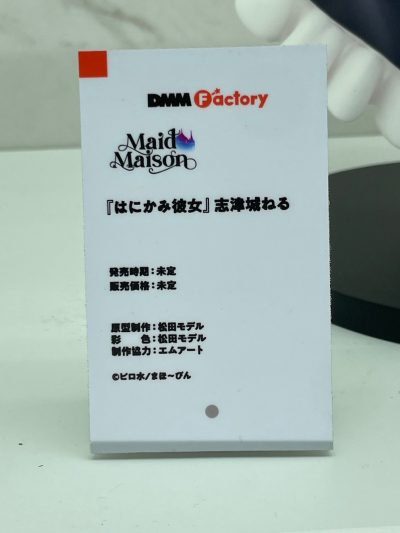 DMM Factory
Maid
Maison
『はにかみ彼女』志津城ねる
発売時期：未定
販売価格：未定
原型制作：松田モデル
彩　　色：松田モデル
制作協力：エムアート
©ピロ水/まほ〜びん